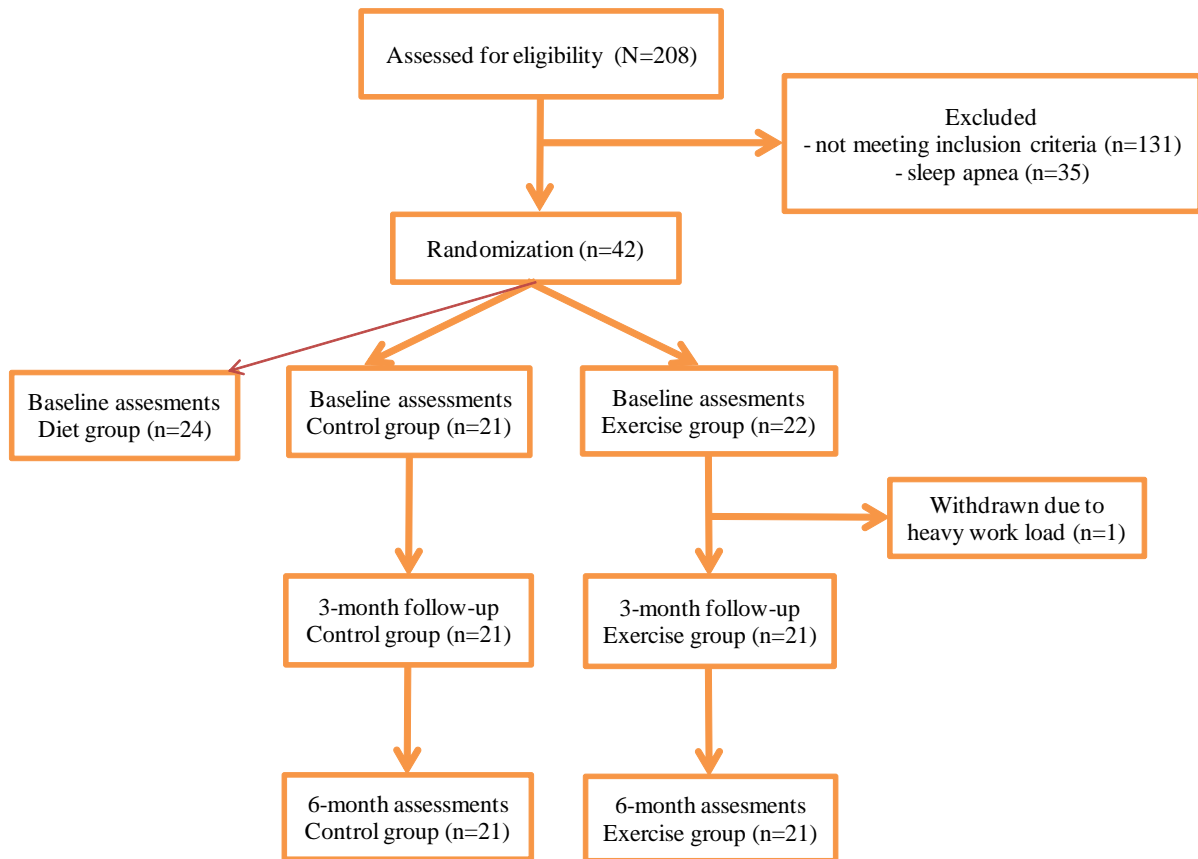 Assessed for eligibility (N=208)
Excluded
- not meeting inclusion criteria (n=131)
- sleep apnea (n=35)
Randomization (n=42)
Baseline assesments
Diet group (n=24)
Baseline assessments
Control group (n=21)
Baseline assesments
Exercise group (n=22)
Withdrawn due to
heavy work load (n=1)
3-month follow-up
Control group (n=21)
3-month follow-up
Exercise group (n=21)
6-month assessments
Control group (n=21)
6-month assesments
Exercise group (n=21)